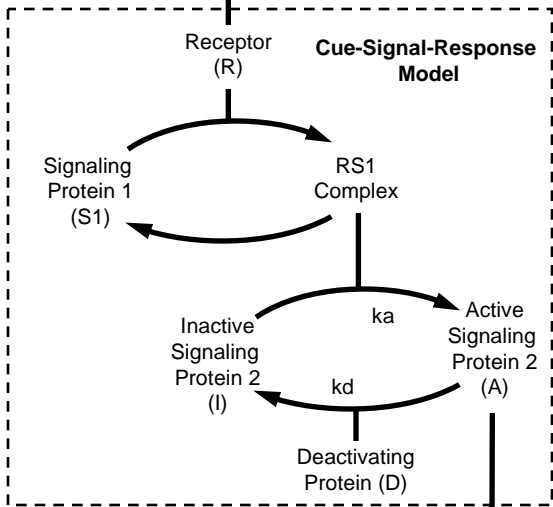 Receptor
(R)
Cue-Signal-Response
Model
Signaling
Protein 1
(S1)
RS1
Complex
ka
Inactive
Signaling
Protein 2
(I)
Active
Signaling
Protein 2
(A)
kd
Deactivating
Protein (D)